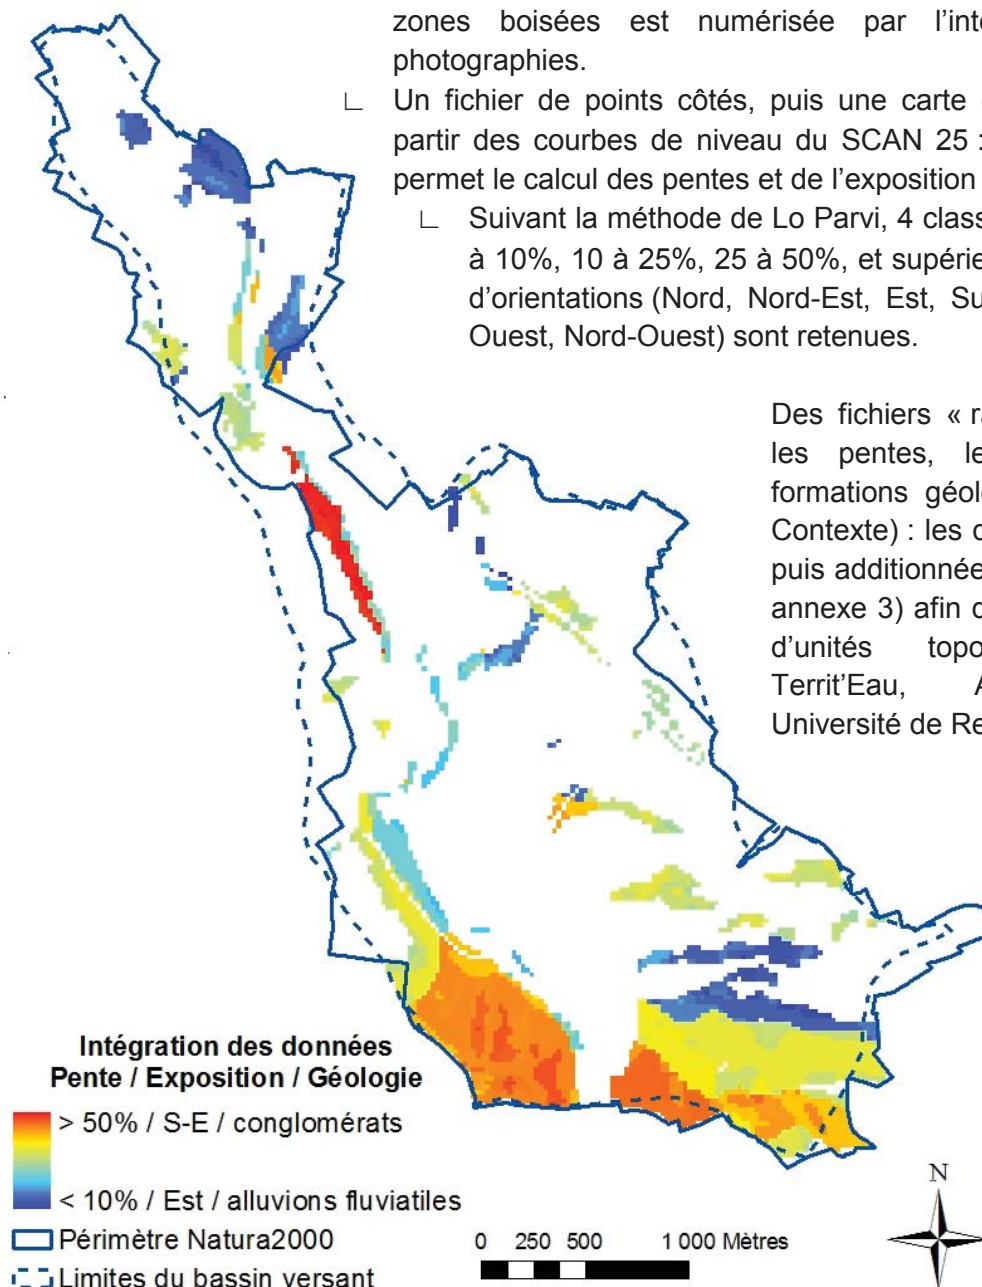 zones boisées est numérisée par l'inte
photographies.
∟ Un fichier de points côtés, puis une carte
partir des courbes de niveau du SCAN 25 :
permet le calcul des pentes et de l'exposition
∟ Suivant la méthode de Lo Parvi, 4 class
à 10%, 10 à 25%, 25 à 50%, et supérie
d'orientations (Nord, Nord-Est, Est, Su
Ouest, Nord-Ouest) sont retenues.
Des fichiers « ra
les pentes, le
formations géol
Contexte) : les
puis additionnée
annexe 3) afin
d'unités topo
Territ'Eau, A
Université de Re
Intégration des données
Pente / Exposition / Géologie
> 50% / S-E / conglomérats
< 10% / Est / alluvions fluviatiles
Périmètre Natura2000
Limites du bassin versant
0 250 500 1 000 Mètres
N